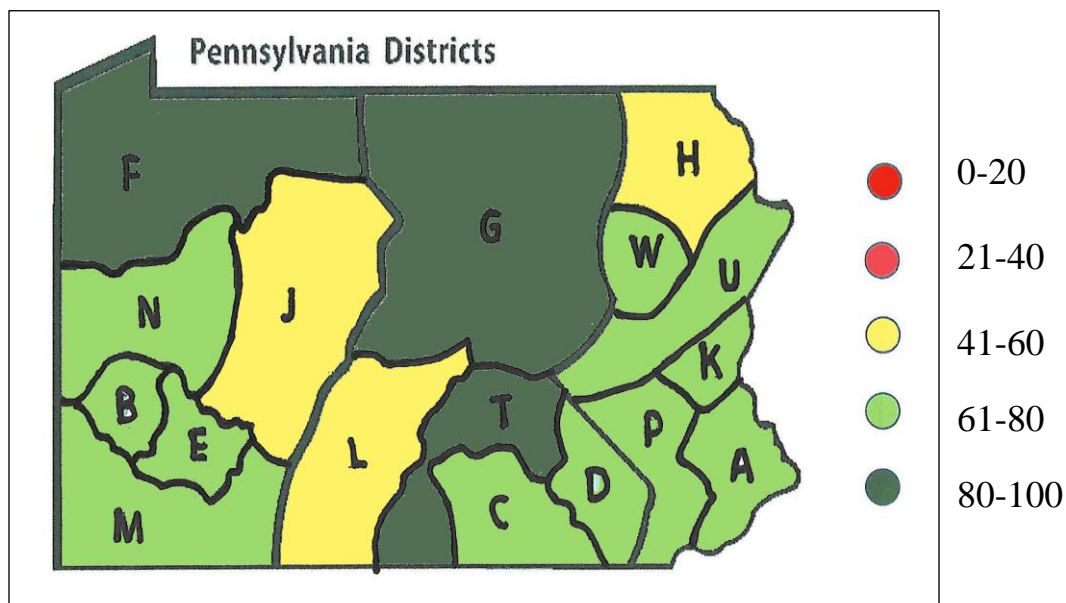 Pennsylvania Districts
F
G
H
W
U
N
J
K
B
T
P
E
L
A
D
C
M
0-20
21-40
41-60
61-80
80-100